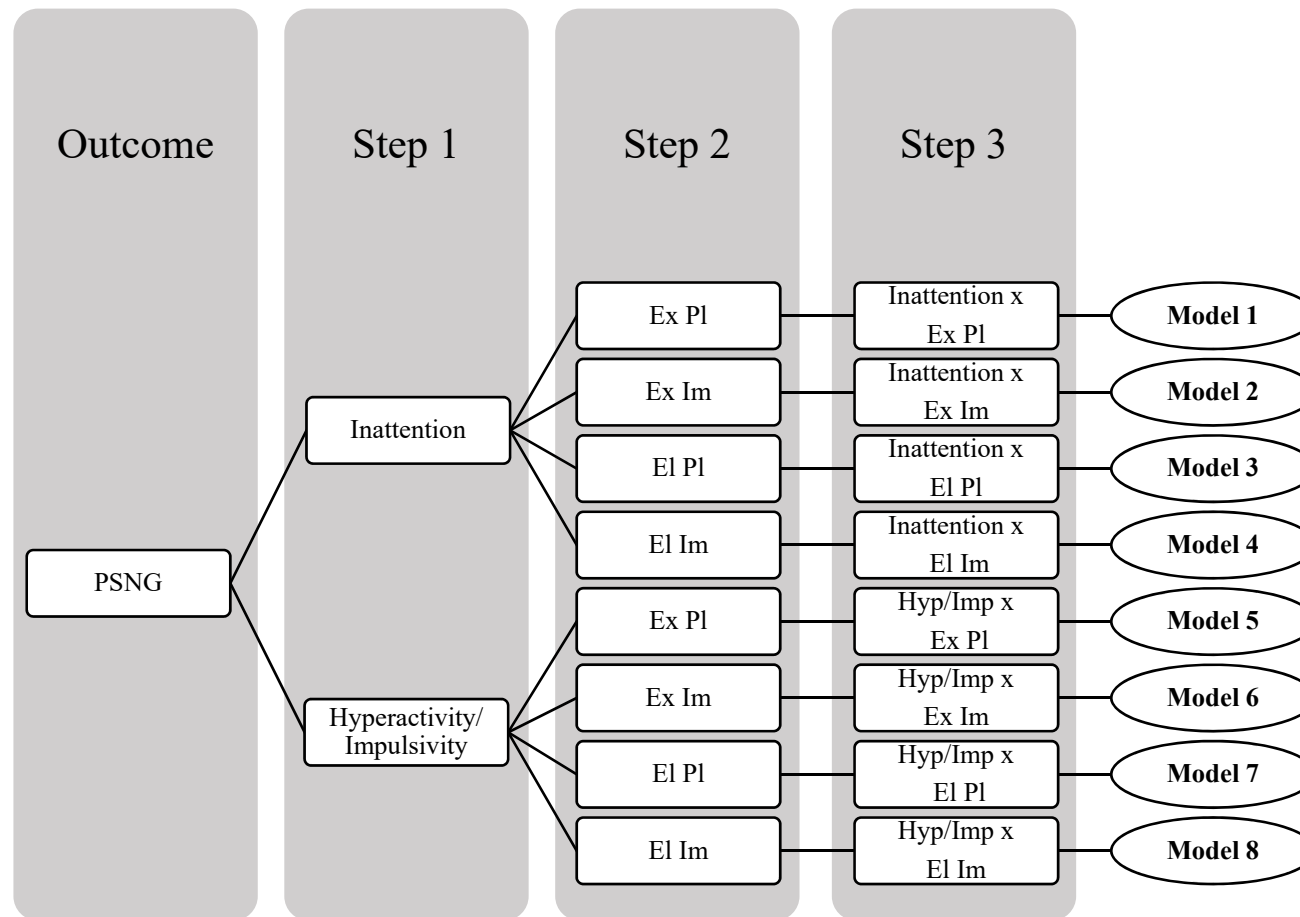 Outcome
Step 1
Step 2
Step 3
Ex Pl
Inattention x
Ex Pl
Model 1
Ex Im
Inattention x
Ex Im
Model 2
Inattention
El Pl
Inattention x
El Pl
Model 3
El Im
Inattention x
El Im
Model 4
PSNG
Ex Pl
Hyp/Imp x
Ex Pl
Model 5
Ex Im
Hyp/Imp x
Ex Im
Model 6
Hyperactivity/
Impulsivity
El Pl
Hyp/Imp x
El Pl
Model 7
El Im
Hyp/Imp x
El Im
Model 8